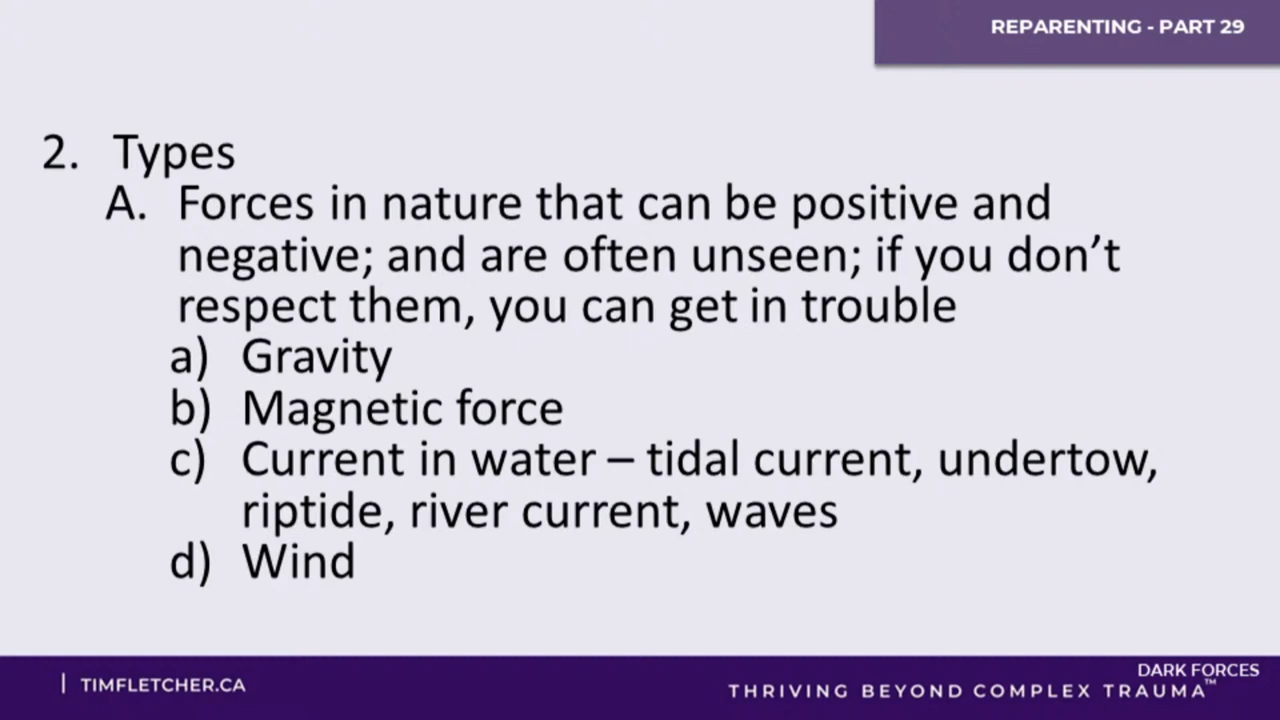 REPARENTING - PART 29
2. Types
A. Forces in nature that can be positive and
negative; and are often unseen; if you don’t
respect them, you can get in trouble
a) Gravity
b) Magnetic force
c) Current in water – tidal current, undertow,
riptide, river current, waves
d) Wind
| TIMFLETCHER.CA
DARK FORCES
THRIVING BEYOND COMPLEX TRAUMA™